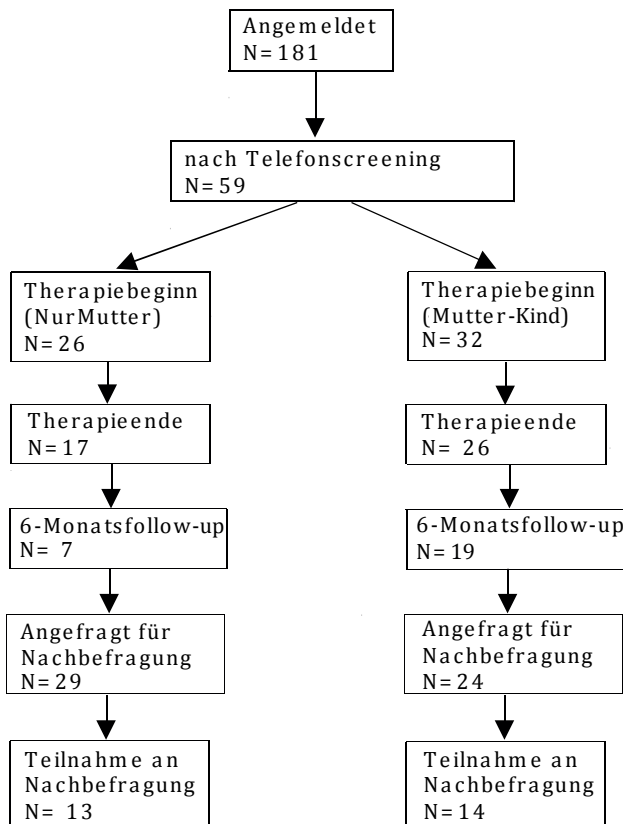 Angemeldet
N=181
nach Telefonscreening
N=59
Therapiebeginn
(NurMutter)
N=26
Therapiebeginn
(Mutter-Kind)
N=32
Therapieende
N=17
Therapieende
N= 26
6-Monatsfollow-up
N= 7
6-Monatsfollow-up
N=19
Angefragt für
Nachbefragung
N=29
Angefragt für
Nachbefragung
N=24
Teilnahme an
Nachbefragung
N= 13
Teilnahme an
Nachbefragung
N=14